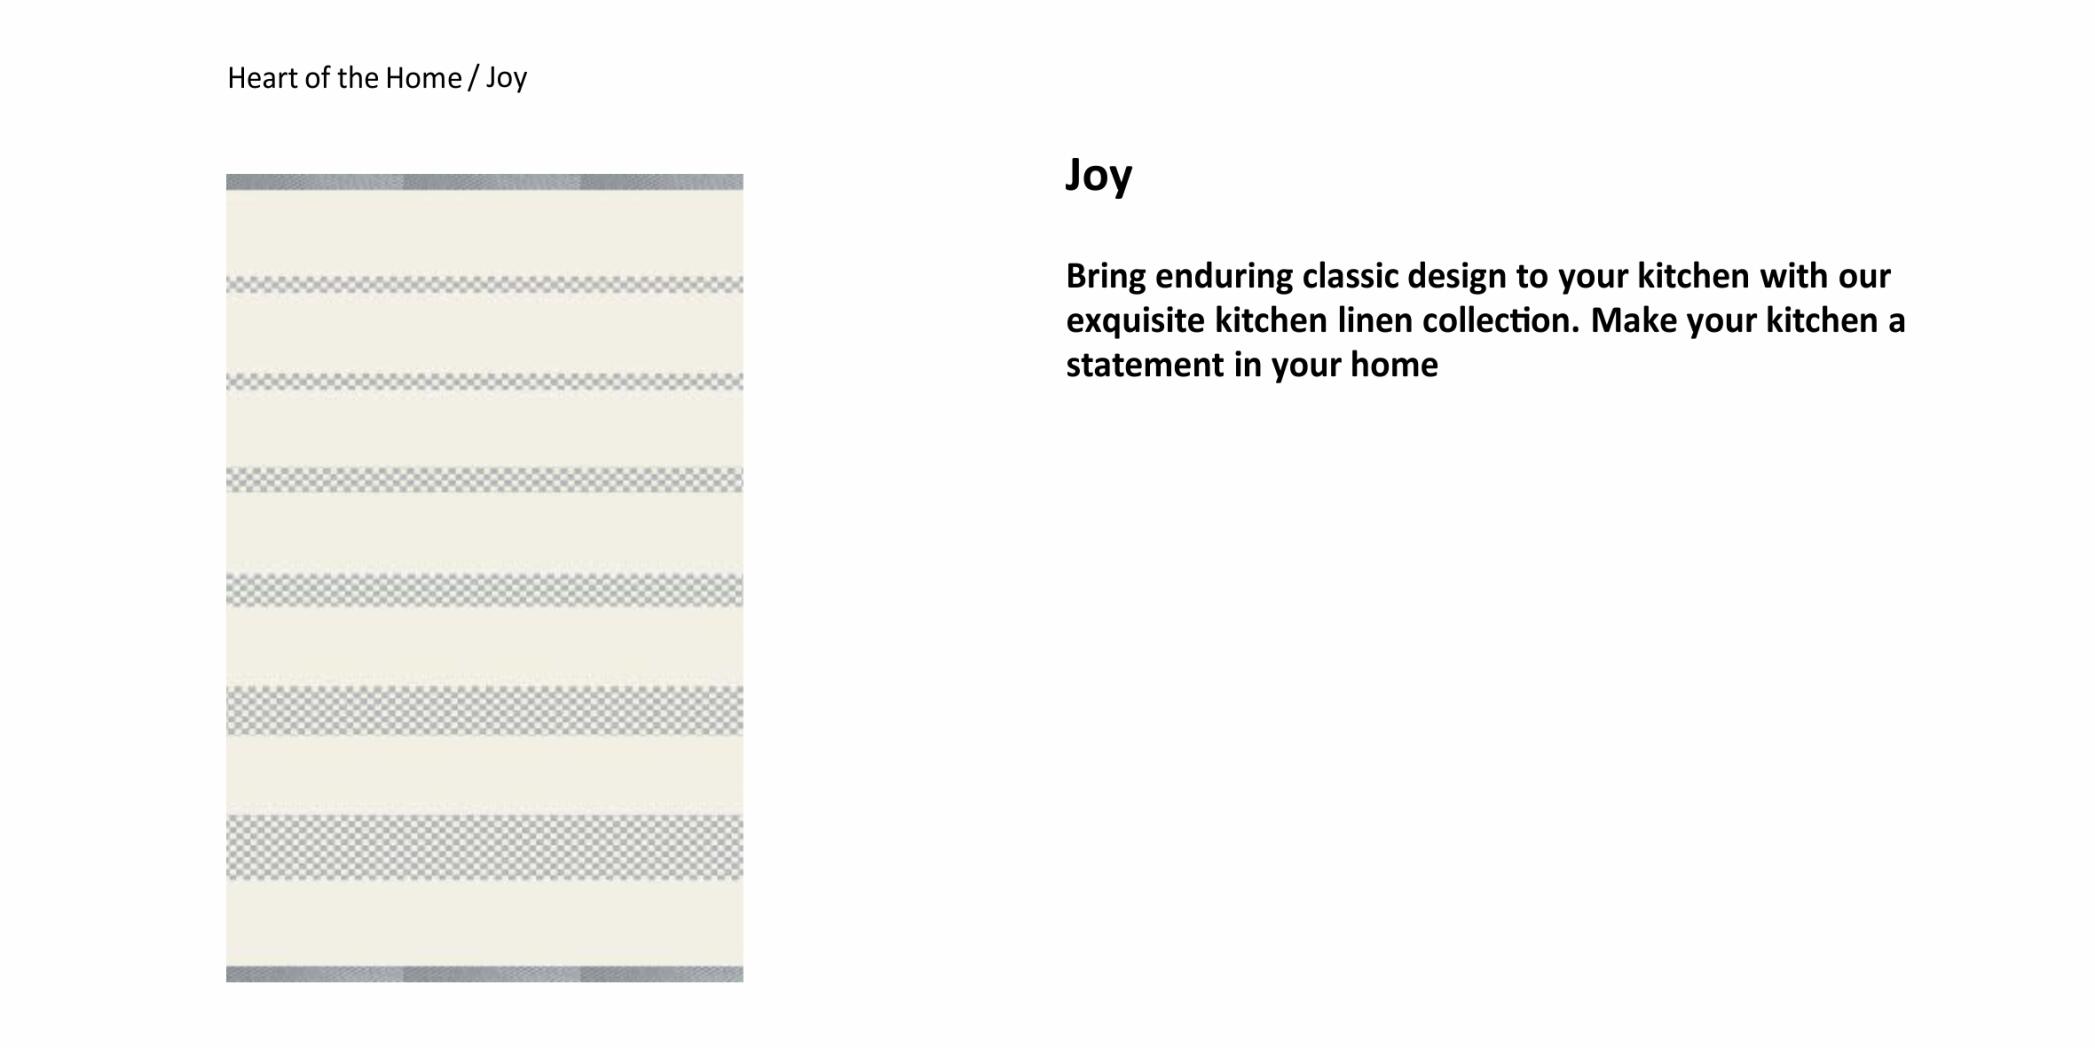 Heart of the Home / Joy
Joy
Bring enduring classic design to your kitchen with our
exquisite kitchen linen collection. Make your kitchen a
statement in your home